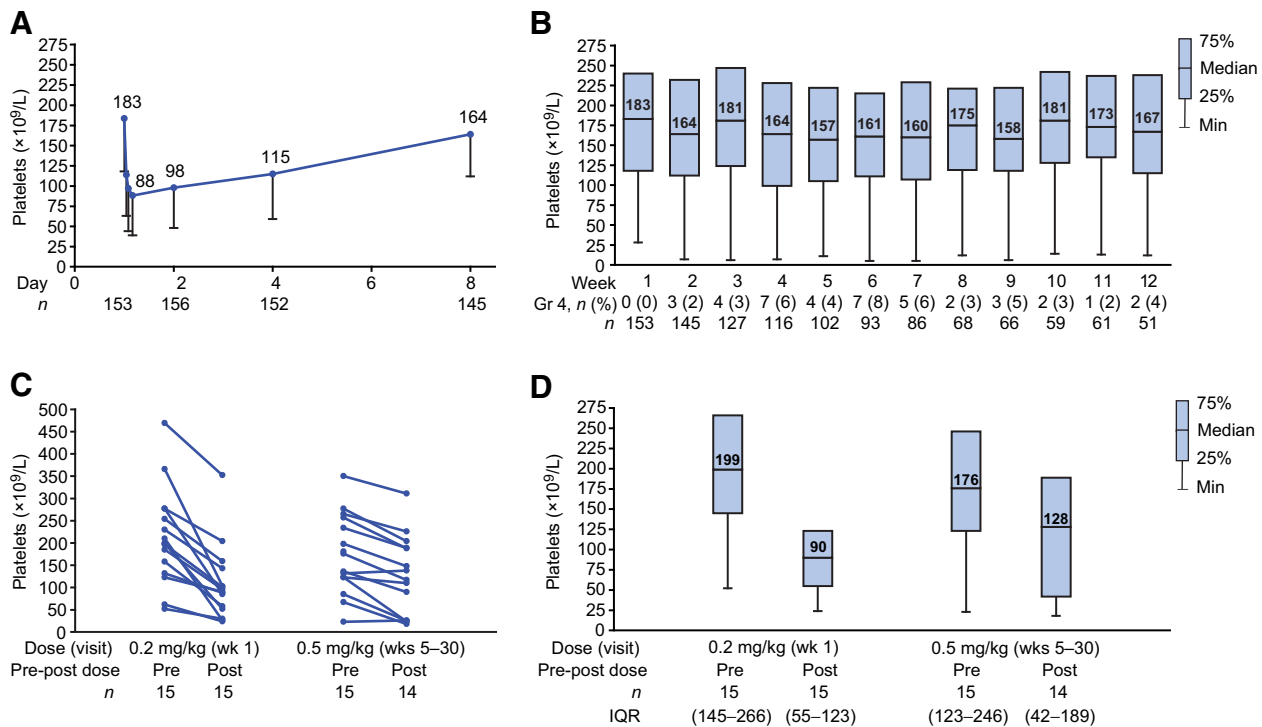 A
Platelets (×10⁹/L)
275
250
225
200
175
150
125
100
75
50
25
0
183
88
98
115
164
0 2 4 6 8
Day
n 153 156 152 145
B
Platelets (×10⁹/L)
275
250
225
200
175
150
125
100
75
50
25
0
183 164 181 164 157 161 160 175 158 181 173 167
75%
Median
25%
Min
Week 1 2 3 4 5 6 7 8 9 10 11 12
Gr 4, n (%) 0 (0) 3 (2) 4 (3) 7 (6) 4 (4) 7 (8) 5 (6) 2 (3) 3 (5) 2 (3) 1 (2) 2 (4)
n 153 145 127 116 102 93 86 68 66 59 61 51
C
Platelets (×10⁹/L)
500
450
400
350
300
250
200
150
100
50
0
Dose (visit) 0.2 mg/kg (wk 1) 0.5 mg/kg (wks 5–30)
Pre-post dose Pre Post Pre Post
n 15 15 15 14
D
Platelets (×10⁹/L)
275
250
225
200
175
150
125
100
75
50
25
0
199
90
176
128
75%
Median
25%
Min
Dose (visit) 0.2 mg/kg (wk 1) 0.5 mg/kg (wks 5–30)
Pre-post dose Pre Post Pre Post
n 15 15 15 14
IQR (145–266) (55–123) (123–246) (42–189)